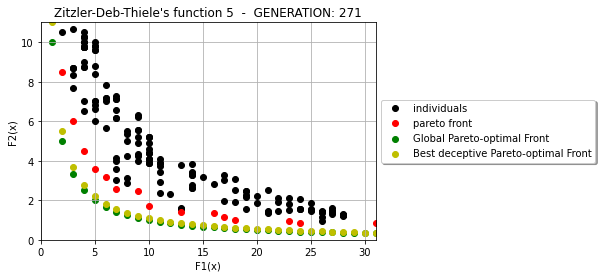 Zitzler-Deb-Thiele's function 5 - GENERATION: 271
F2(x)
10
8
6
4
2
0
0 5 10 15 20 25 30
F1(x)
individuals
pareto front
Global Pareto-optimal Front
Best deceptive Pareto-optimal Front